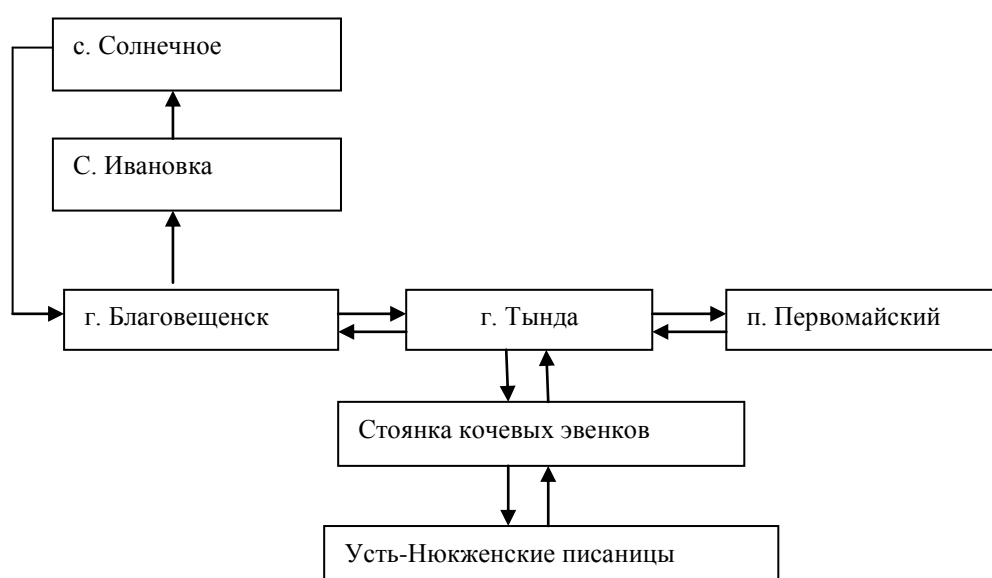 с. Солнечное
С. Ивановка
г. Благовещенск
г. Тында
п. Первомайский
Стоянка кочевых эвенков
Усть-Нюкженские писаницы